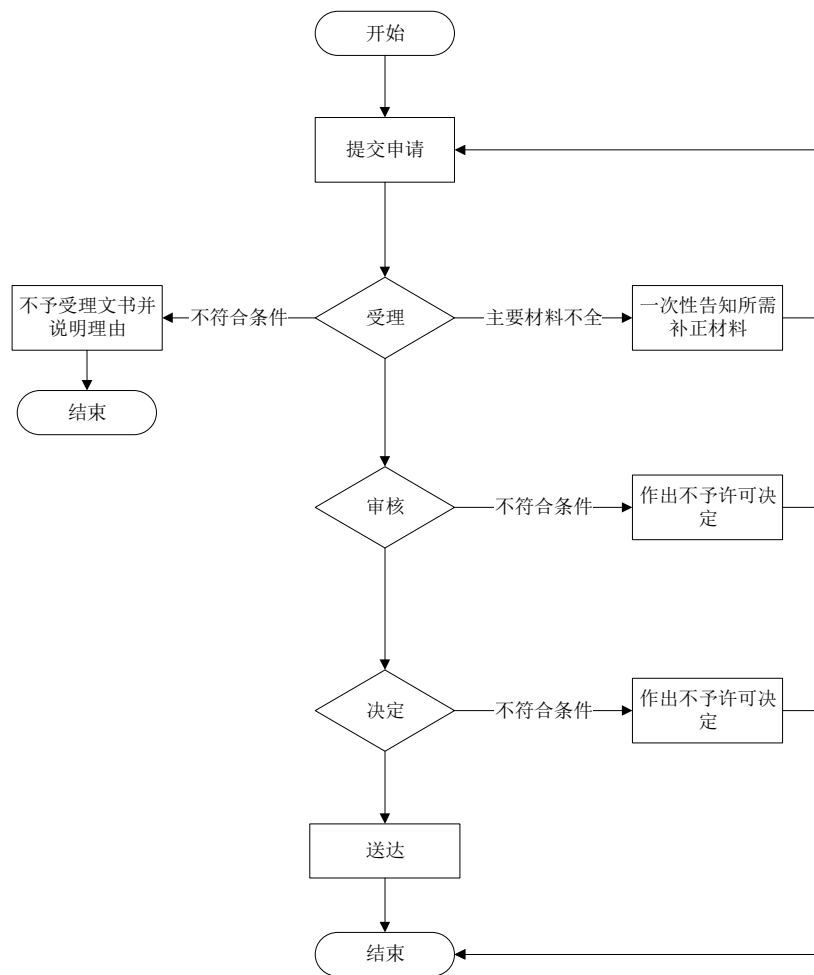 开始
提交申请
不予受理文书并
说明理由
不符合条件
受理
主要材料不全
一次性告知所需
补正材料
结束
审核
不符合条件
作出不予许可决
定
决定
不符合条件
作出不予许可决
定
送达
结束